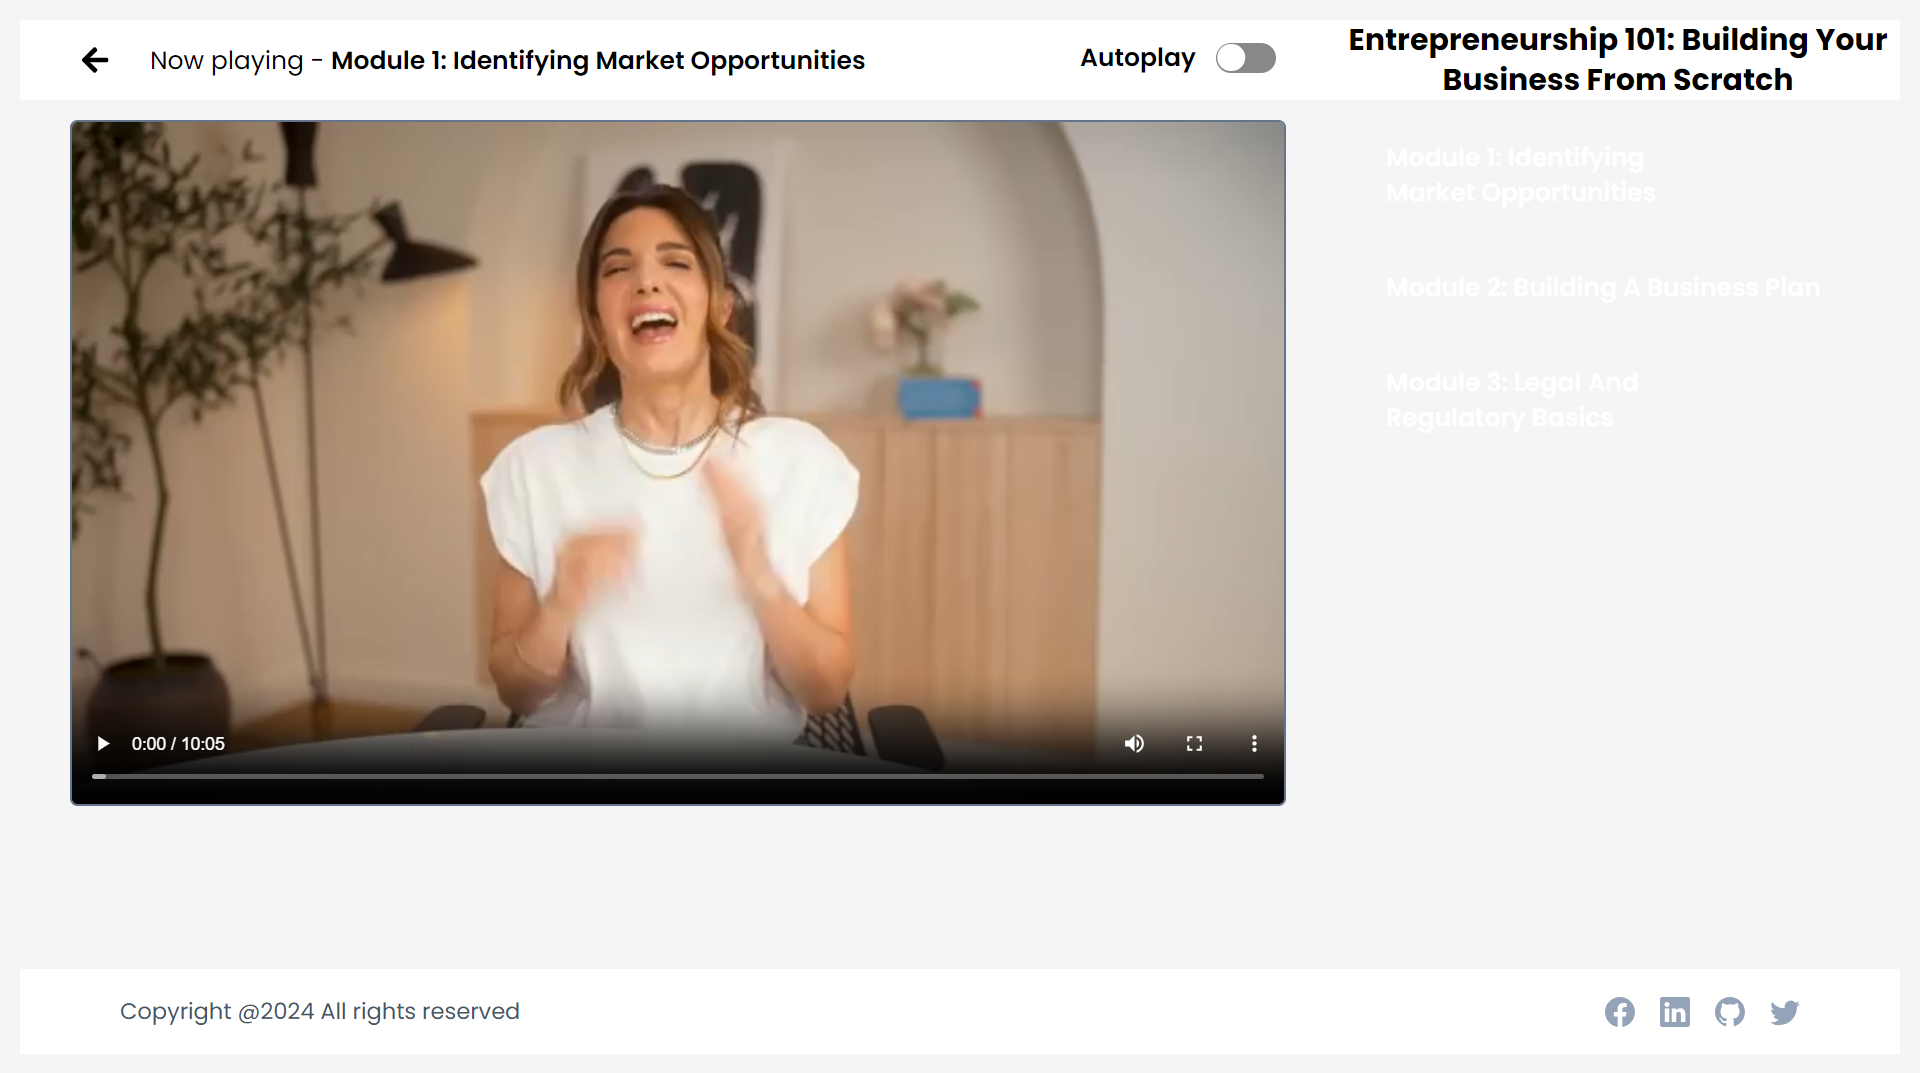 Now playing - Module 1: Identifying Market Opportunities
Autoplay
Entrepreneurship 101: Building Your
Business From Scratch
Module 1: Identifying
Market Opportunities
Module 2: Building A Business Plan
Module 3: Legal And
Regulatory Basics
0:00 / 10:05
Copyright @2024 All rights reserved